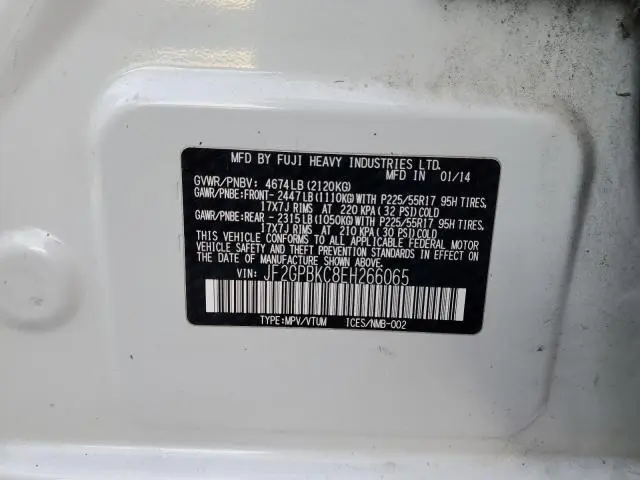 MFD BY FUJI HEAVY INDUSTRIES LTD.
MFD. IN 01/14
GVWR/PNBV: 4674LB(2120KG)
GAWR/PNBE:FRONT-2447LB(1110KG)WITH P225/55R17 95H TIRES,
17X7J RIMS AT 220 KPA(32 PSI)COLD
GAWR/PNBE:REAR -2315LB(1050KG)WITH P225/55R17 95H TIRES,
17X7J RIMS AT 210 KPA(30 PSI)COLD
THIS VEHICLE CONFORMS TO ALL APPLICABLE FEDERAL MOTOR
VEHICLE SAFETY AND THEFT PREVENTION STANDARDS IN EFFECT ON
THE DATE OF MANUFACTURE SHOWN ABOVE.
VIN: JF2GPBKC8EH266065
TYPE:MPV/VTUM ICES/NMB-002